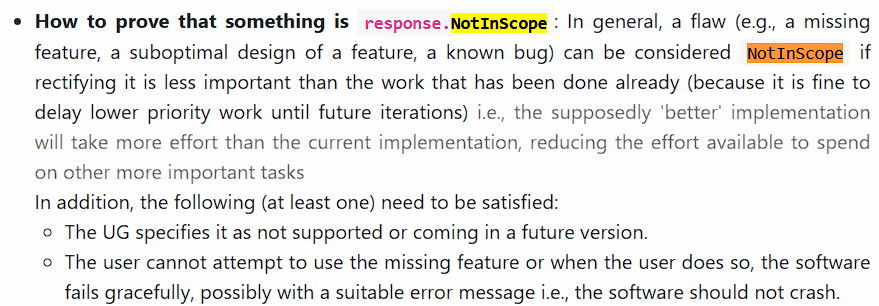 • How to prove that something is response.NotInScope: In general, a flaw (e.g., a missing
feature, a suboptimal design of a feature, a known bug) can be considered NotInScope if
rectifying it is less important than the work that has been done already (because it is fine to
delay lower priority work until future iterations) i.e., the supposedly 'better' implementation
will take more effort than the current implementation, reducing the effort available to spend
on other more important tasks
In addition, the following (at least one) need to be satisfied:
◦ The UG specifies it as not supported or coming in a future version.
◦ The user cannot attempt to use the missing feature or when the user does so, the software
fails gracefully, possibly with a suitable error message i.e., the software should not crash.